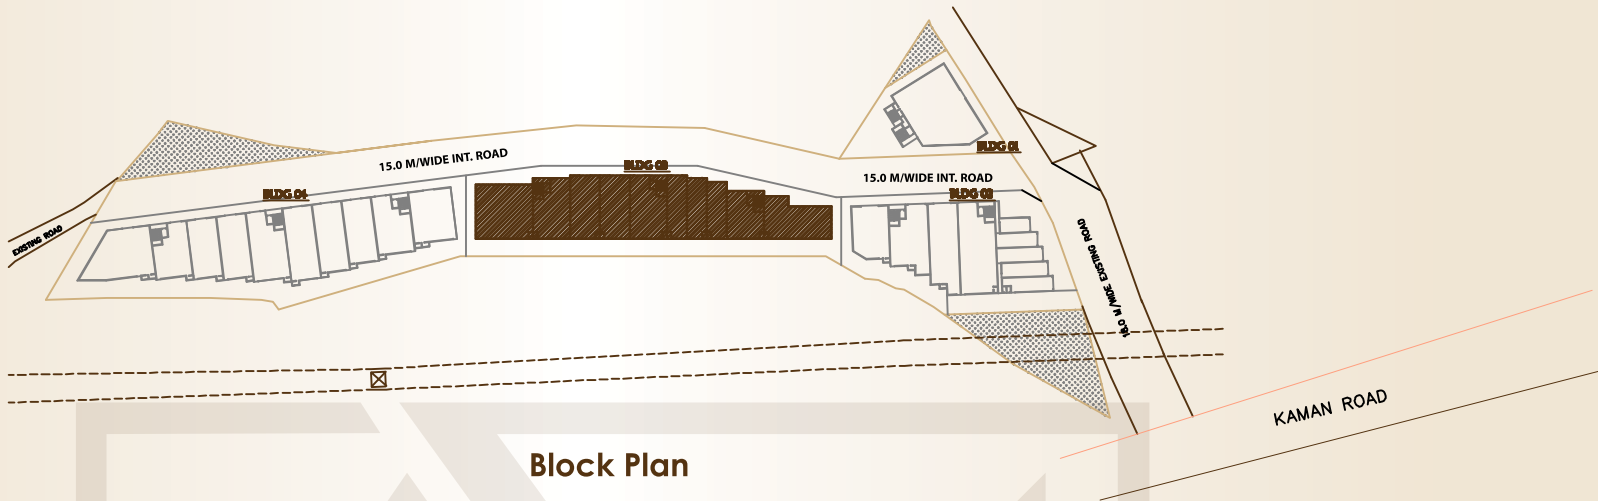 BLDG 01
BLDG 03
15.0 M/WIDE INT. ROAD
15.0 M/WIDE INT. ROAD
BLDG 04
BLDG 02
EXISTING ROAD
18.0 M/WIDE EXISTING ROAD
KAMAN ROAD
Block Plan